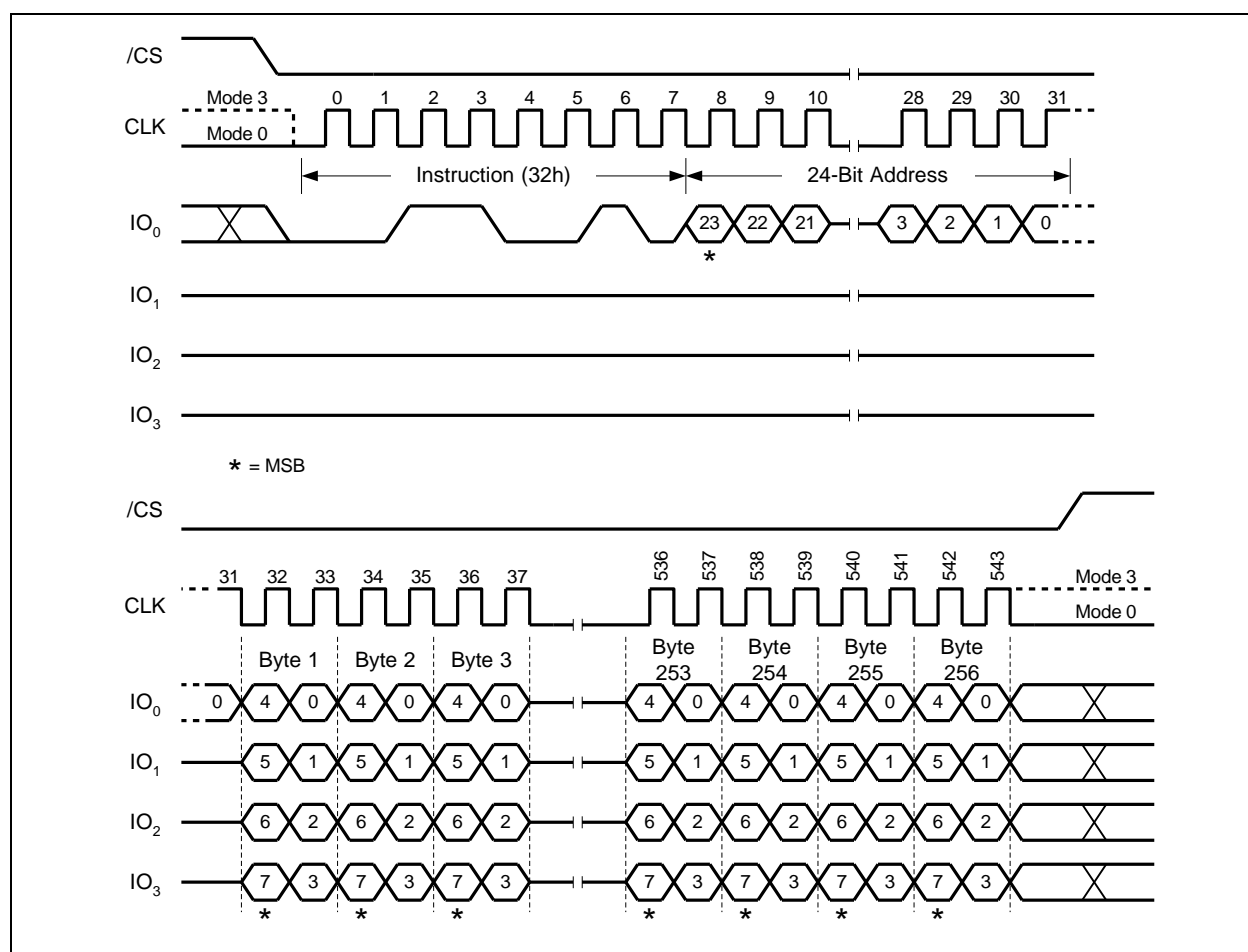 /CS
Mode 3 0 1 2 3 4 5 6 7 8 9 10 28 29 30 31
CLK
Mode 0
Instruction (32h) 24-Bit Address
IO0 23 22 21 3 2 1 0
*
IO1
IO2
IO3
* = MSB
/CS
31 32 33 34 35 36 37 536 537 538 539 540 541 542 543 Mode 3
CLK
Mode 0
Byte 1 Byte 2 Byte 3 Byte 253 Byte 254 Byte 255 Byte 256
IO0 0 4 0 4 0 4 0 4 0 4 0 4 0 4 0
IO1 5 1 5 1 5 1 5 1 5 1 5 1 5 1
IO2 6 2 6 2 6 2 6 2 6 2 6 2 6 2
IO3 7 3 7 3 7 3 7 3 7 3 7 3 7 3
* * * * * * *